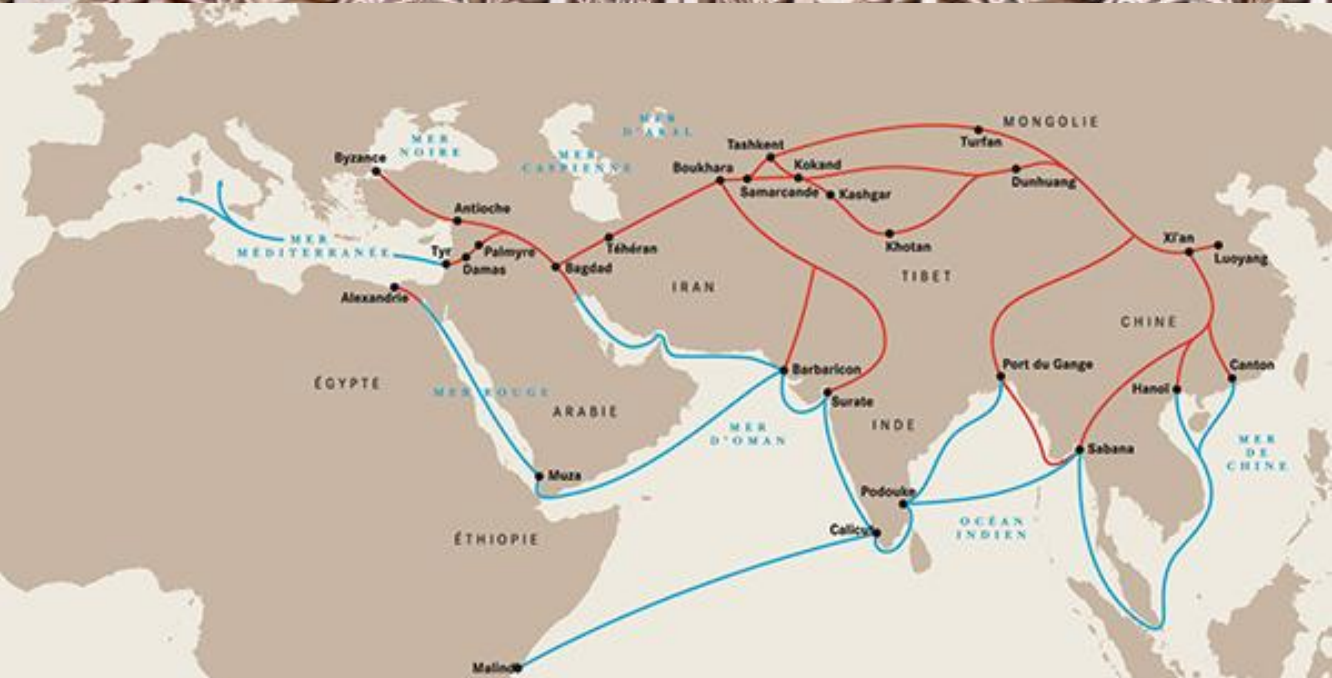 MER
D'ARAL
MONGOLIE
Turfan
Tashkent
MER
NOIRE
Byzance
MER
CASPIENNE
Boukhara
Kokand
Samarcande
Kashgar
Dunhuang
Antioche
MER
MÉDITERRANÉE
Tyr
Palmyre
Damas
Téhéran
Bagdad
Khotan
Xi'an
Luoyang
TIBET
IRAN
Alexandrie
CHINE
ÉGYPTE
MER ROUGE
ARABIE
Barbaricon
Surate
Port du Gange
Hanoï
Canton
MER
D'OMAN
INDE
MER
DE
CHINE
Sabana
Muza
Podouke
OCÉAN
INDIEN
Calicut
ÉTHIOPIE
Malindi